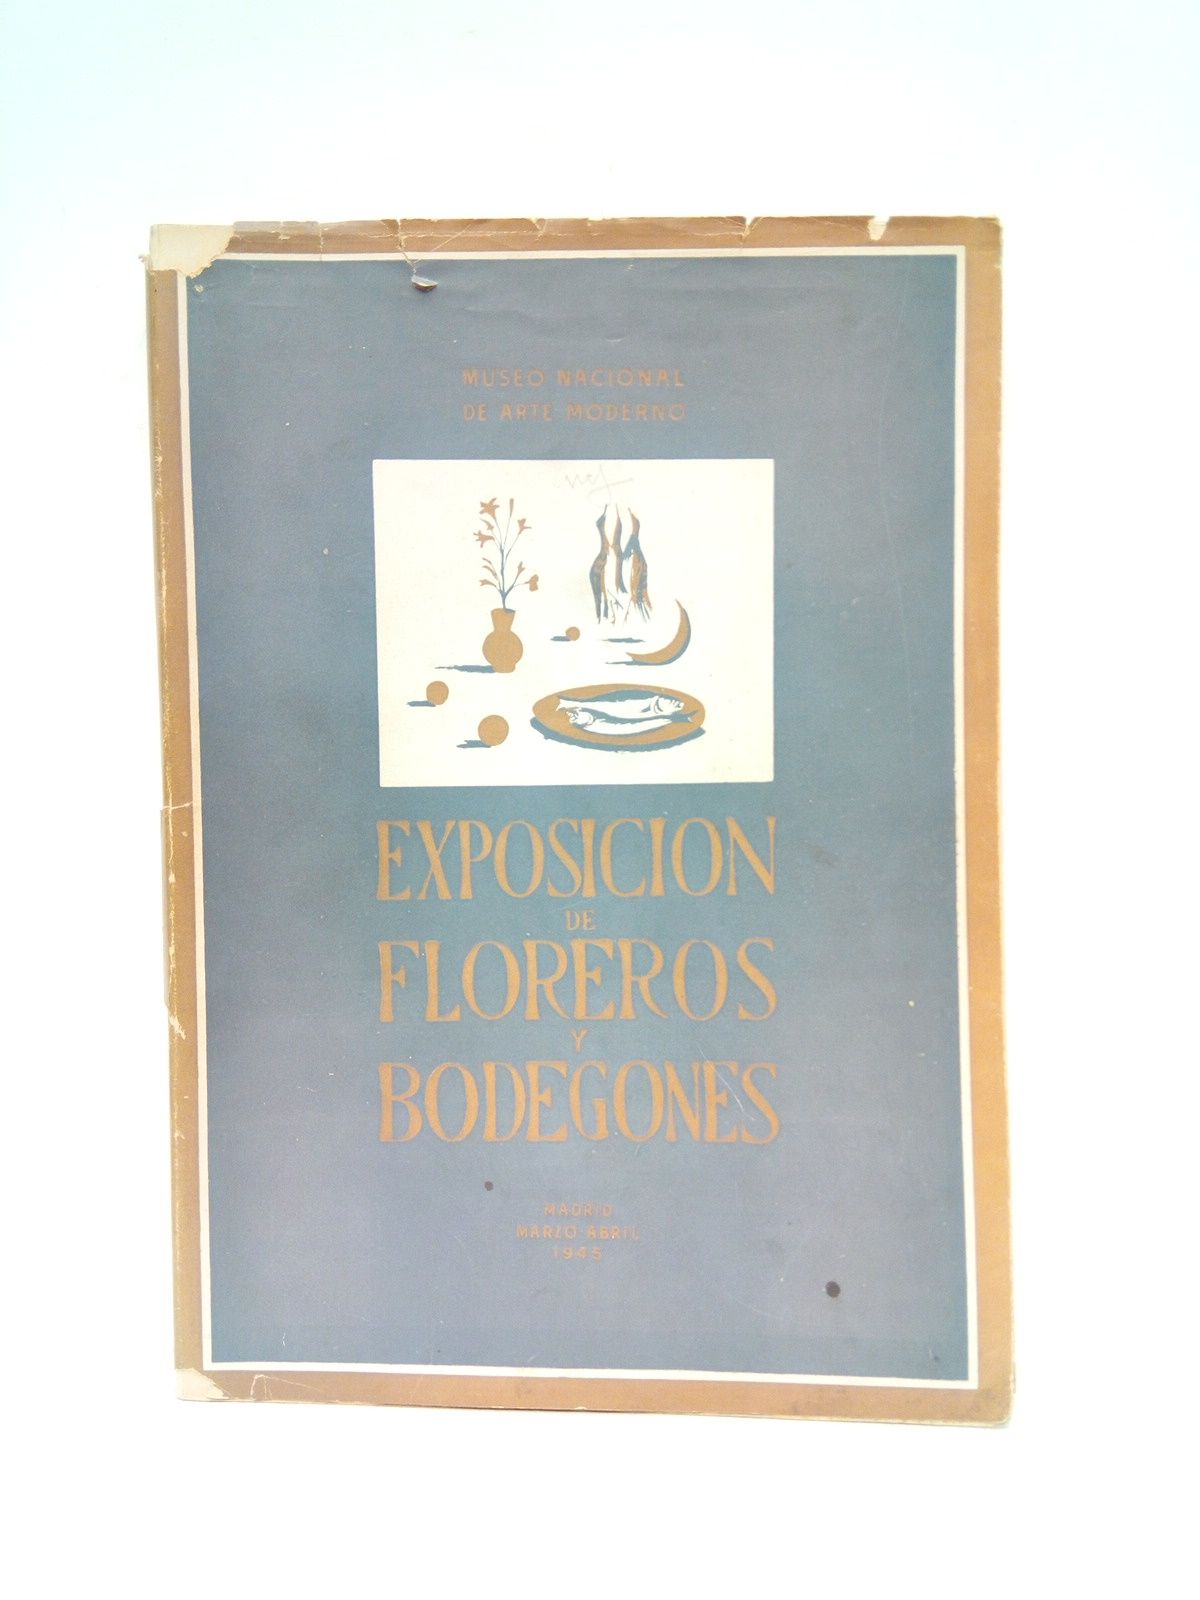 MUSEO NACIONAL
DE ARTE MODERNO
EXPOSICION
DE
FLOREROS
Y
BODEGONES
MADRID
MARZO-ABRIL
1945